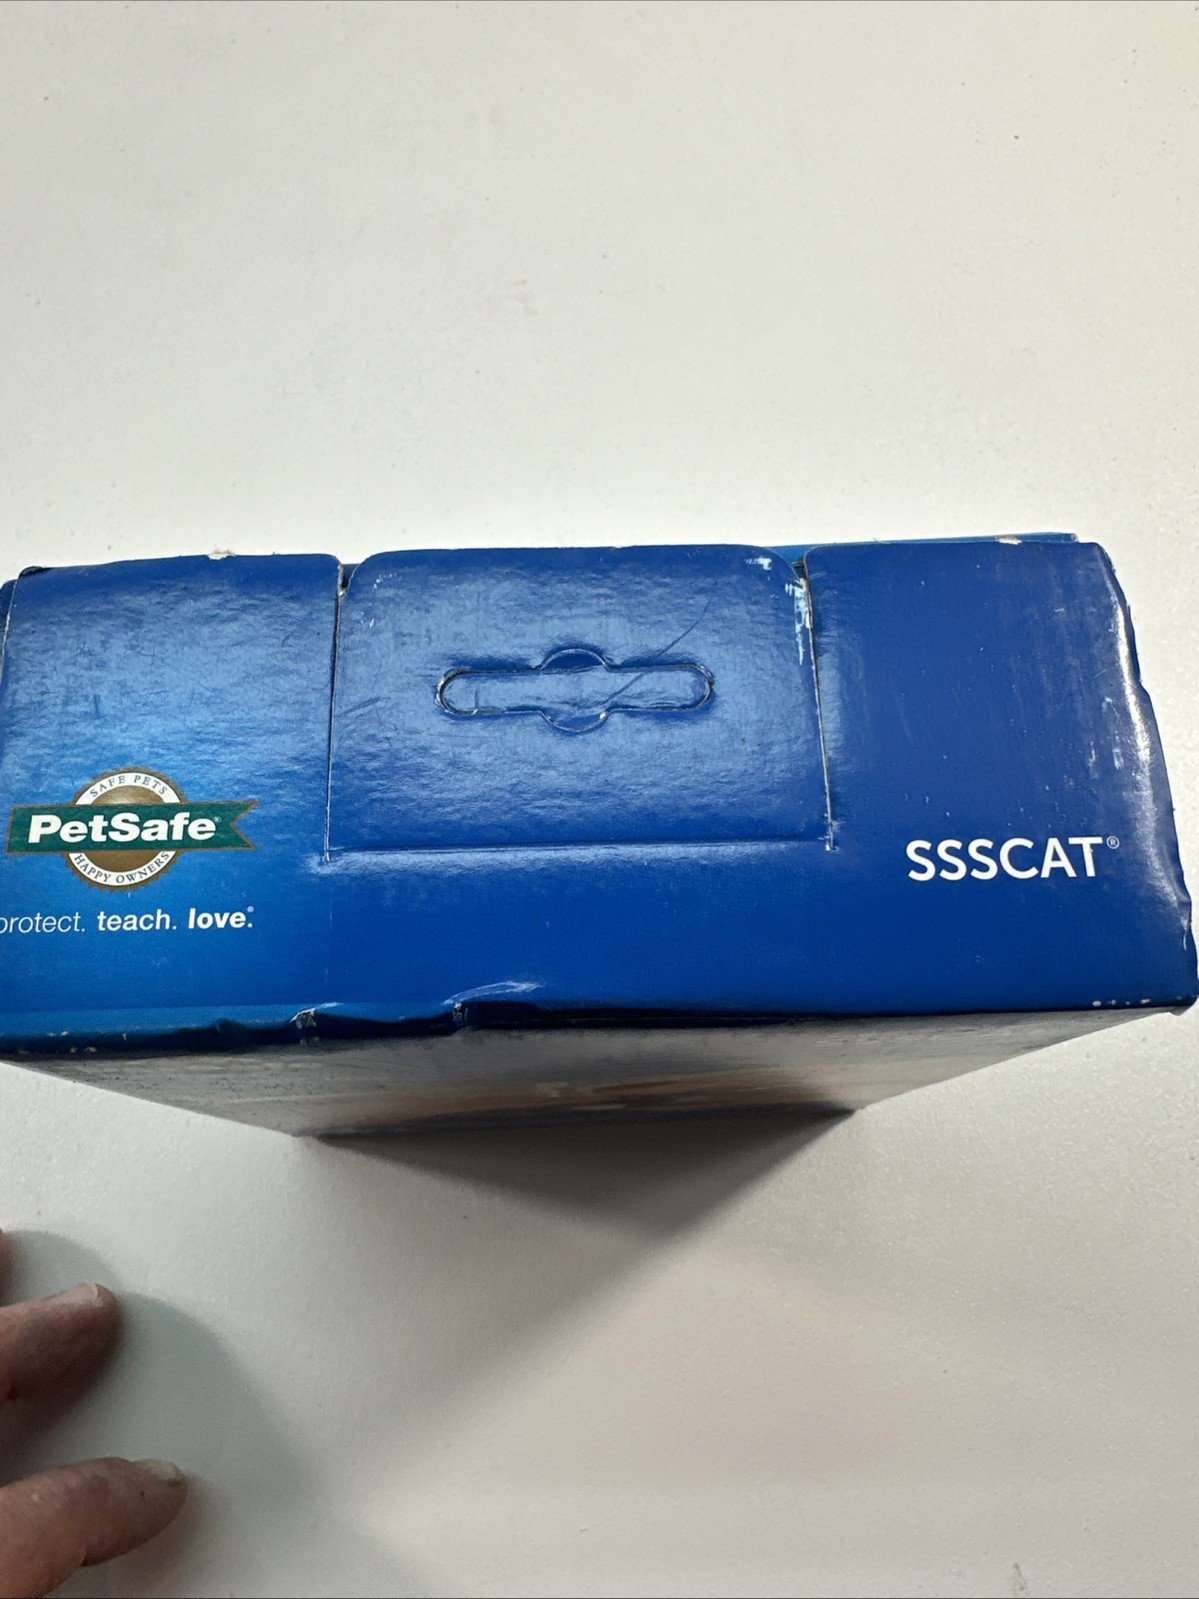 SAFE PETS
PetSafe
HAPPY OWNERS
protect. teach. love.®
SSSCAT®